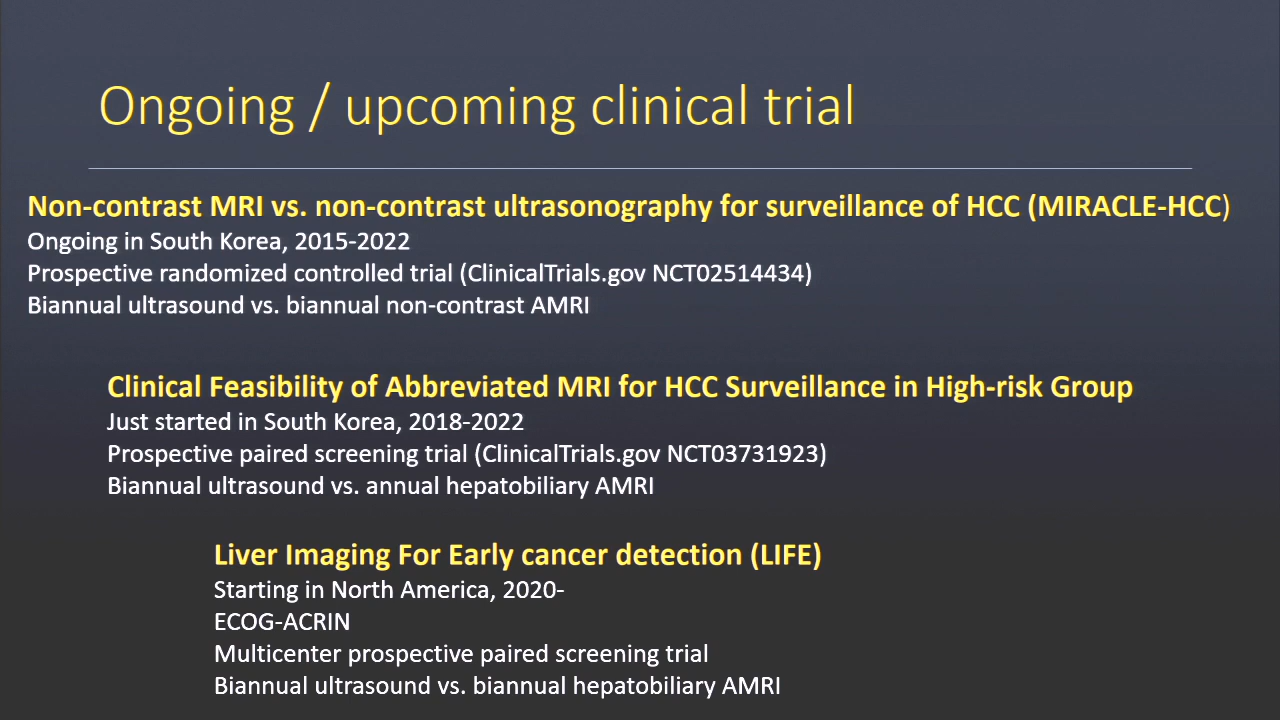 Ongoing / upcoming clinical trial
Non-contrast MRI vs. non-contrast ultrasonography for surveillance of HCC (MIRACLE-HCC)
Ongoing in South Korea, 2015-2022
Prospective randomized controlled trial (ClinicalTrials.gov NCT02514434)
Biannual ultrasound vs. biannual non-contrast AMRI
Clinical Feasibility of Abbreviated MRI for HCC Surveillance in High-risk Group
Just started in South Korea, 2018-2022
Prospective paired screening trial (ClinicalTrials.gov NCT03731923)
Biannual ultrasound vs. annual hepatobiliary AMRI
Liver Imaging For Early cancer detection (LIFE)
Starting in North America, 2020-
ECOG-ACRIN
Multicenter prospective paired screening trial
Biannual ultrasound vs. biannual hepatobiliary AMRI